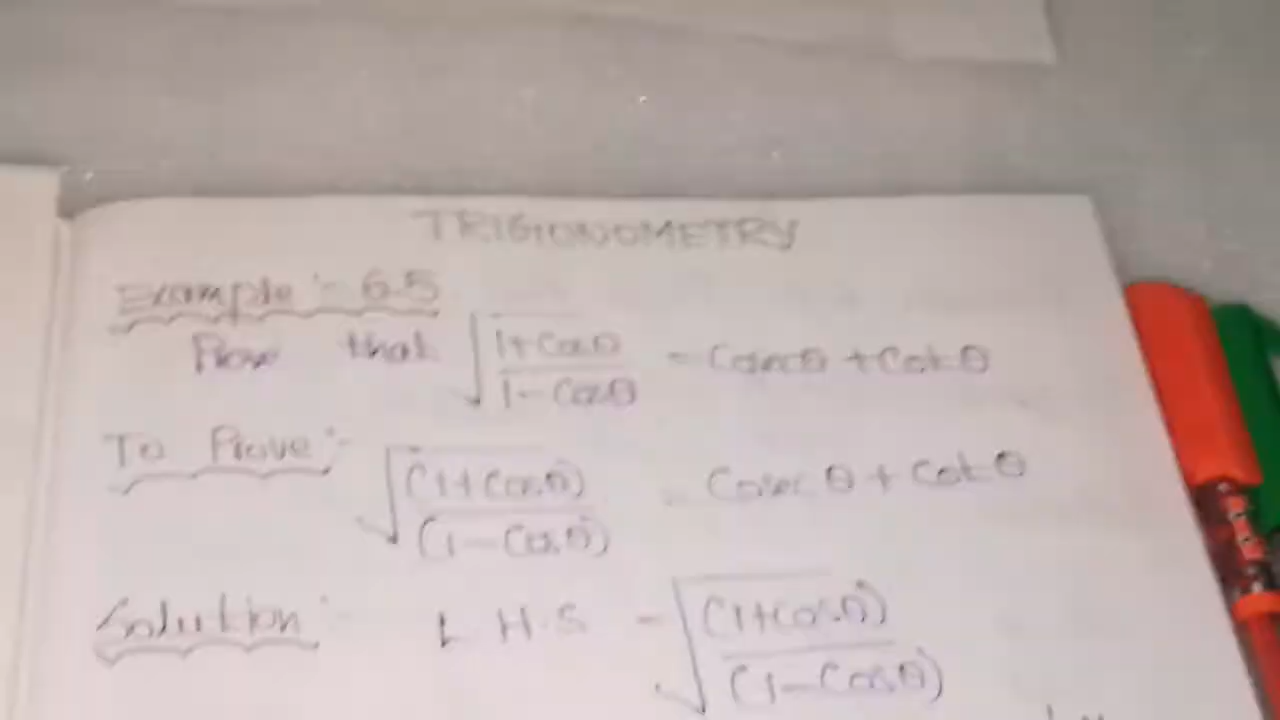 TRIGIONOMETRY
Example :- 6.5
Prove that √(1+cosθ / 1-cosθ) = cosecθ + cotθ
To Prove :- √((1+cosθ) / (1-cosθ)) = cosec θ + cot θ
Solution :- L.H.S = √((1+cosθ) / (1-cosθ))